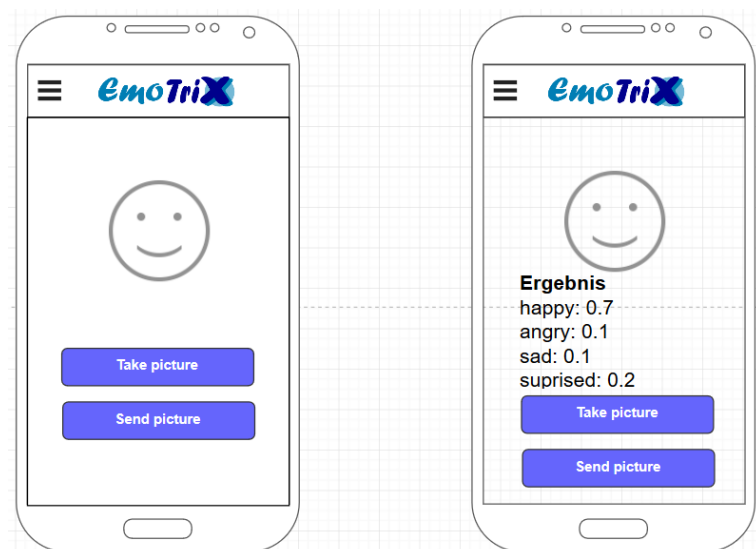 EmoTriX
Take picture
Send picture
EmoTriX
Ergebnis
happy: 0.7
angry: 0.1
sad: 0.1
suprised: 0.2
Take picture
Send picture